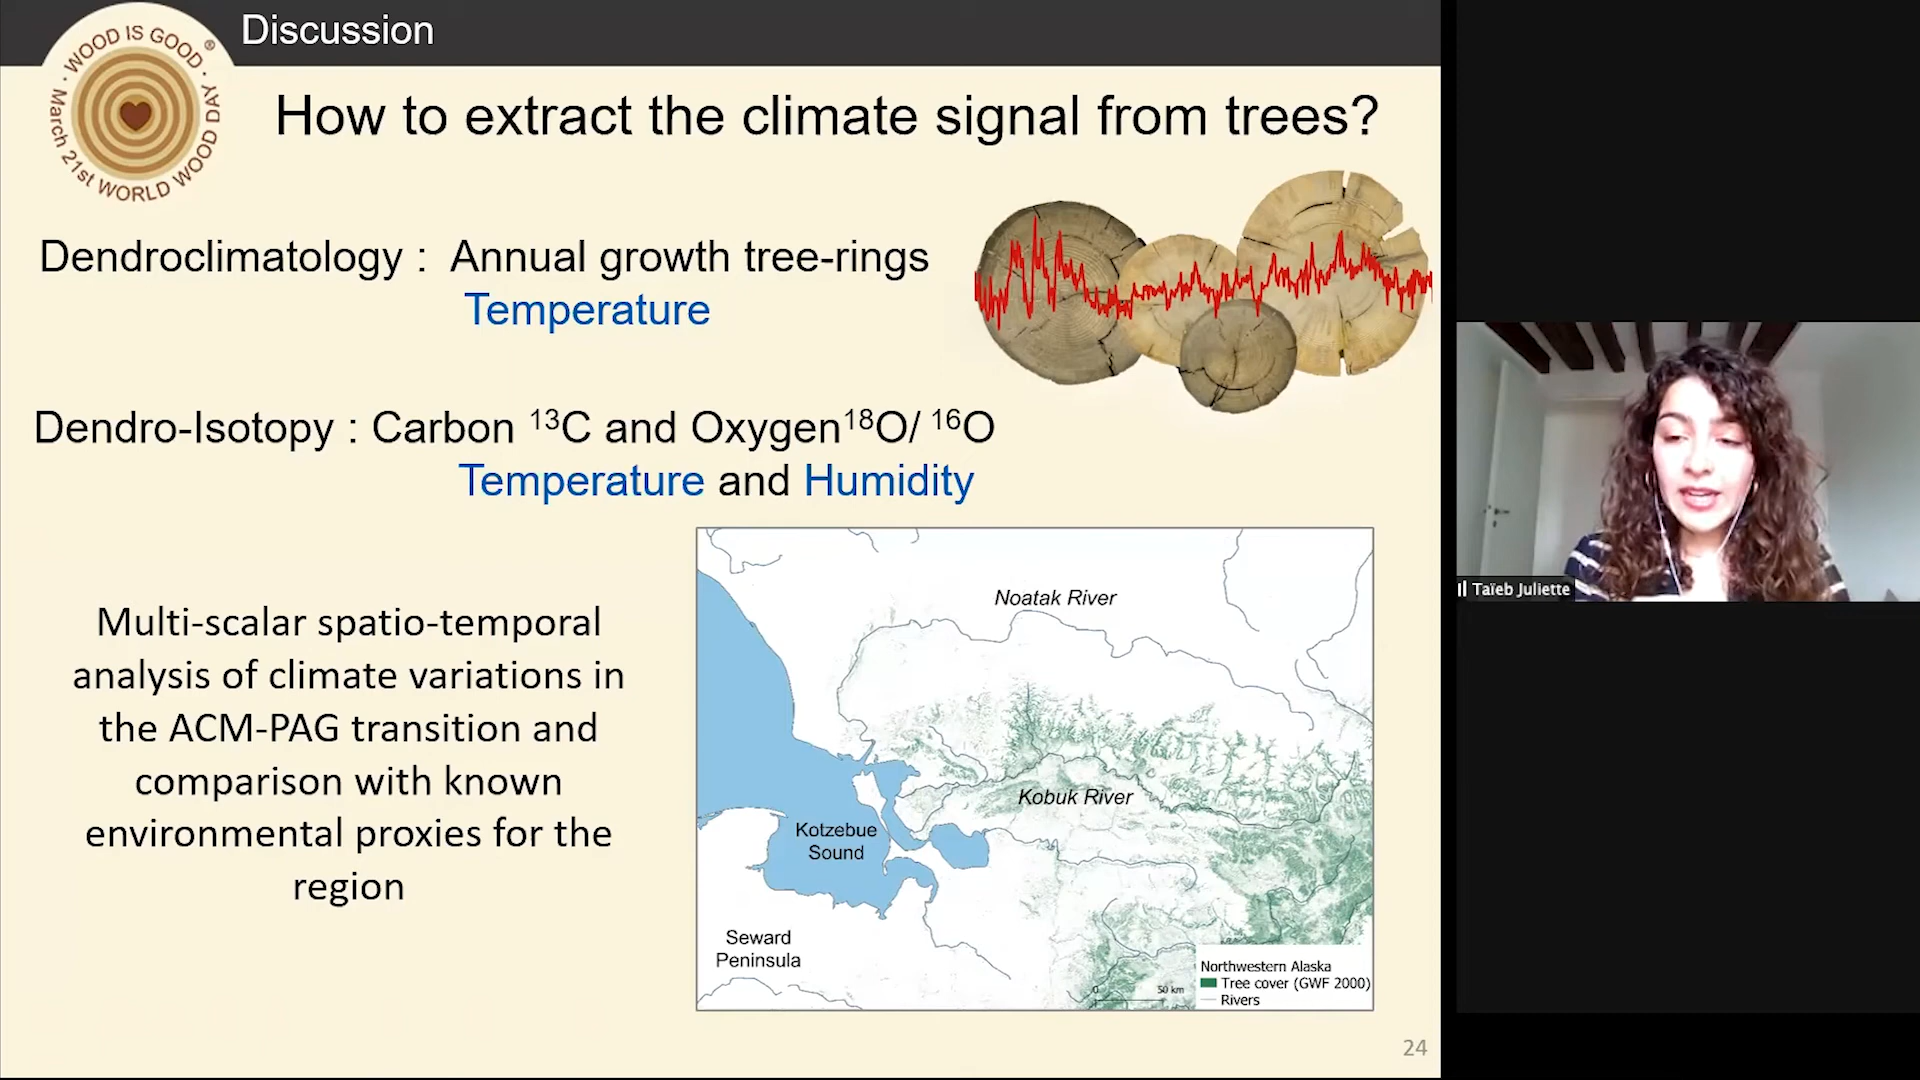 Discussion
WOOD IS GOOD ®
· March 21st WORLD WOOD DAY ·
How to extract the climate signal from trees?
Dendroclimatology : Annual growth tree-rings
Temperature
Dendro-Isotopy : Carbon ¹³C and Oxygen¹⁸O/ ¹⁶O
Temperature and Humidity
Multi-scalar spatio-temporal
analysis of climate variations in
the ACM-PAG transition and
comparison with known
environmental proxies for the
region
Noatak River
Kobuk River
Kotzebue
Sound
Seward
Peninsula
Northwestern Alaska
Tree cover (GWF 2000)
Rivers
0 50 km
24
Taïeb Juliette